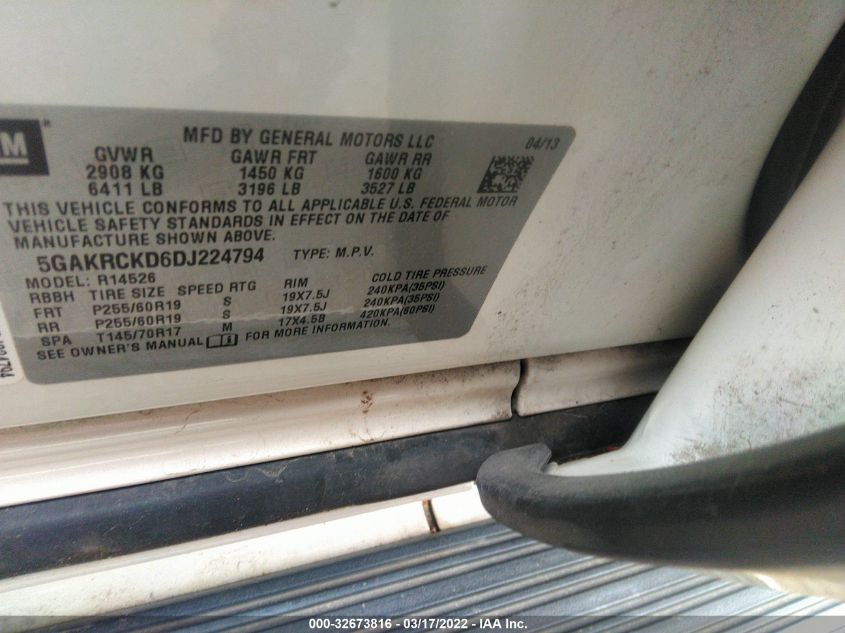 GM
®
MFD BY GENERAL MOTORS LLC 04/13
GVWR GAWR FRT GAWR RR
2908 KG 1450 KG 1600 KG
6411 LB 3196 LB 3527 LB
THIS VEHICLE CONFORMS TO ALL APPLICABLE U.S. FEDERAL MOTOR
VEHICLE SAFETY STANDARDS IN EFFECT ON THE DATE OF
MANUFACTURE SHOWN ABOVE.
5GAKRCKD6DJ224794 TYPE: M.P.V.
MODEL: R14526
RBBH TIRE SIZE SPEED RTG RIM COLD TIRE PRESSURE
FRT P255/60R19 S 19X7.5J 240KPA(35PSI)
RR P255/60R19 S 19X7.5J 240KPA(35PSI)
SPA T145/70R17 M 17X4.5B 420KPA(60PSI)
SEE OWNER'S MANUAL FOR MORE INFORMATION.
000-32673816 - 03/17/2022 - IAA Inc.